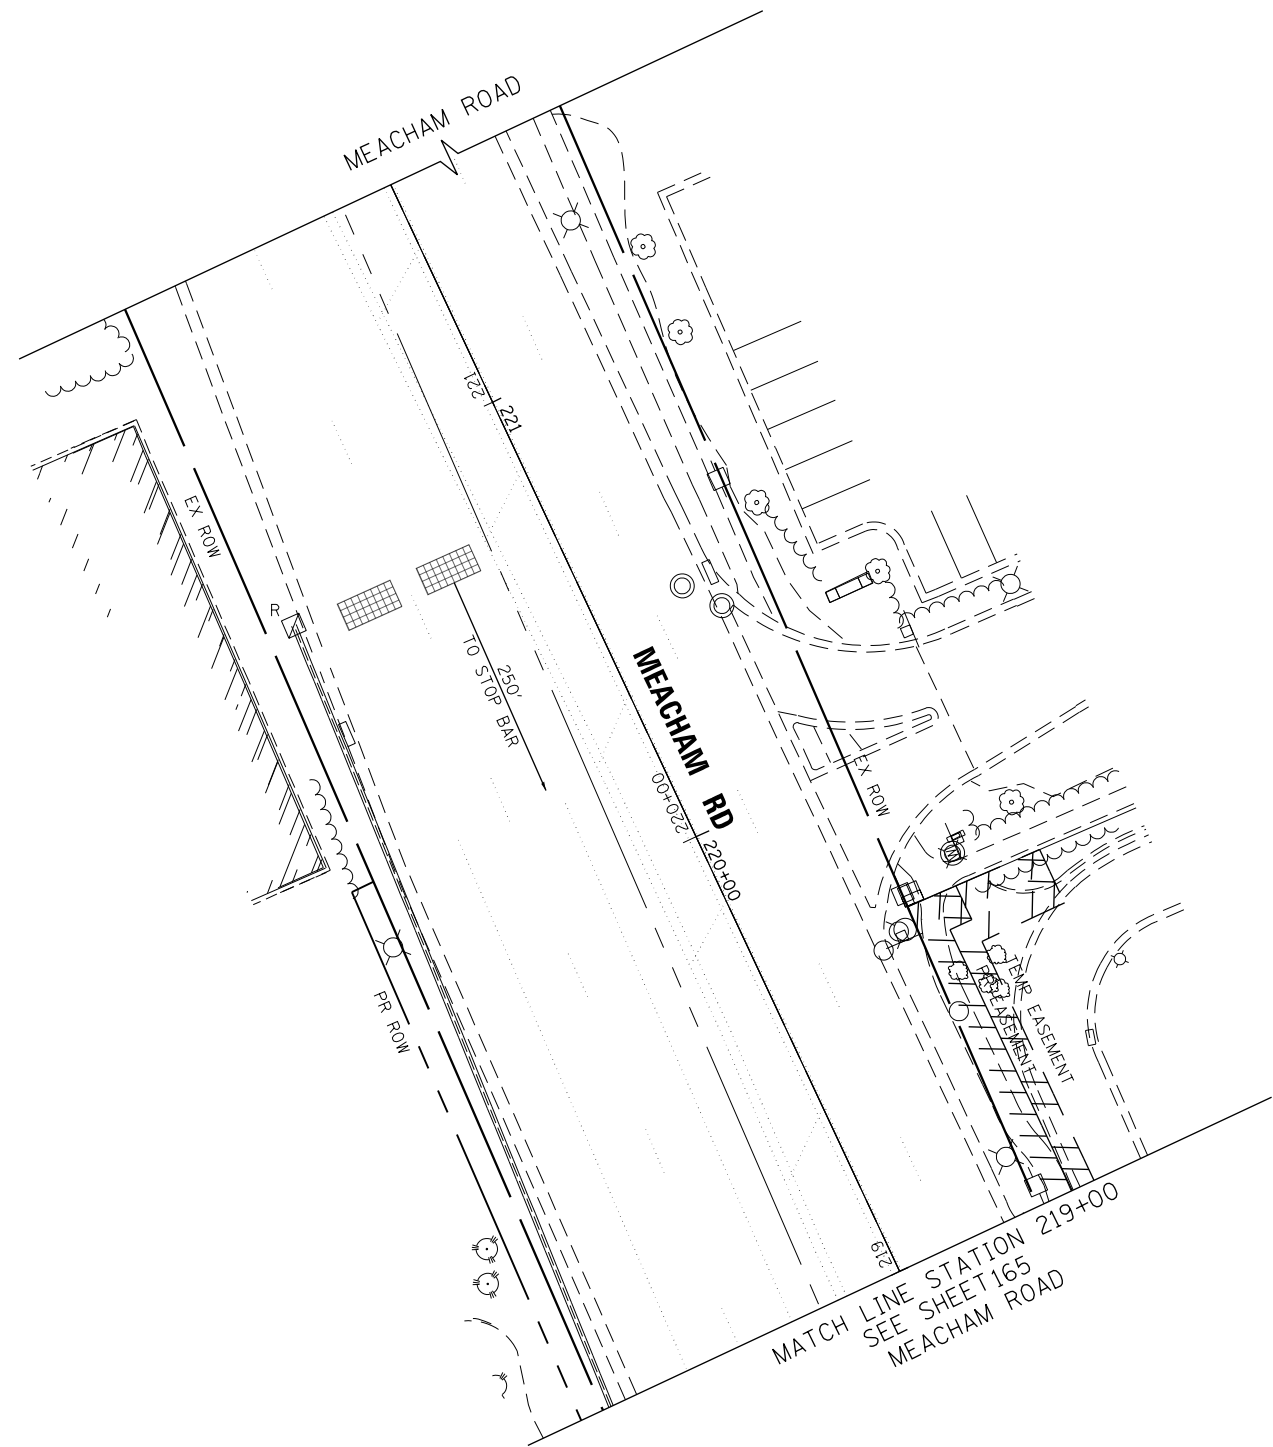 MEACHAM ROAD
221
221
EX ROW
R
250'
TO STOP BAR
MEACHAM RD
220+00
220+00
EX ROW
PR ROW
TEMP EASEMENT
PR EASEMENT
219
MATCH LINE STATION 219+00
SEE SHEET 165
MEACHAM ROAD